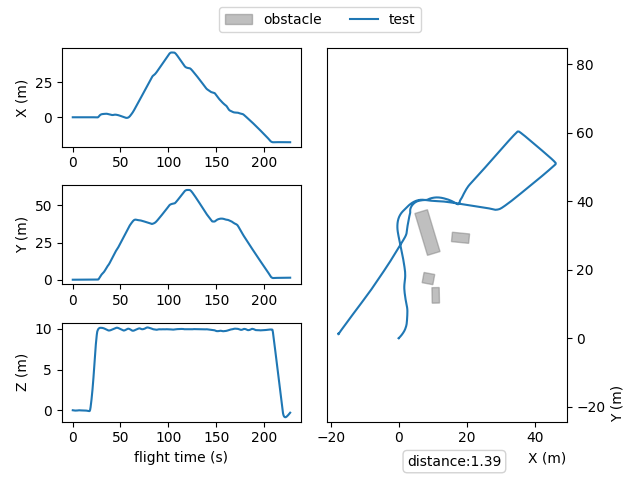 obstacle test
X (m)
25
0
0 50 100 150 200
Y (m)
50
25
0
0 50 100 150 200
Z (m)
10
5
0
0 50 100 150 200
flight time (s)
80
60
40
20
0
−20
Y (m)
−20 0 20 40
X (m)
distance:1.39